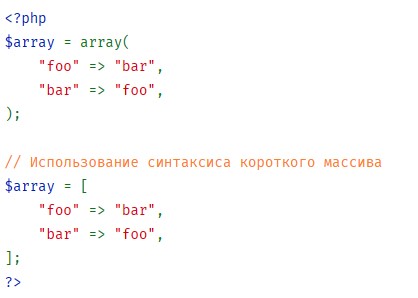 <?php
$array = array(
    "foo" => "bar",
    "bar" => "foo",
);

// Использование синтаксиса короткого массива
$array = [
    "foo" => "bar",
    "bar" => "foo",
];
?>